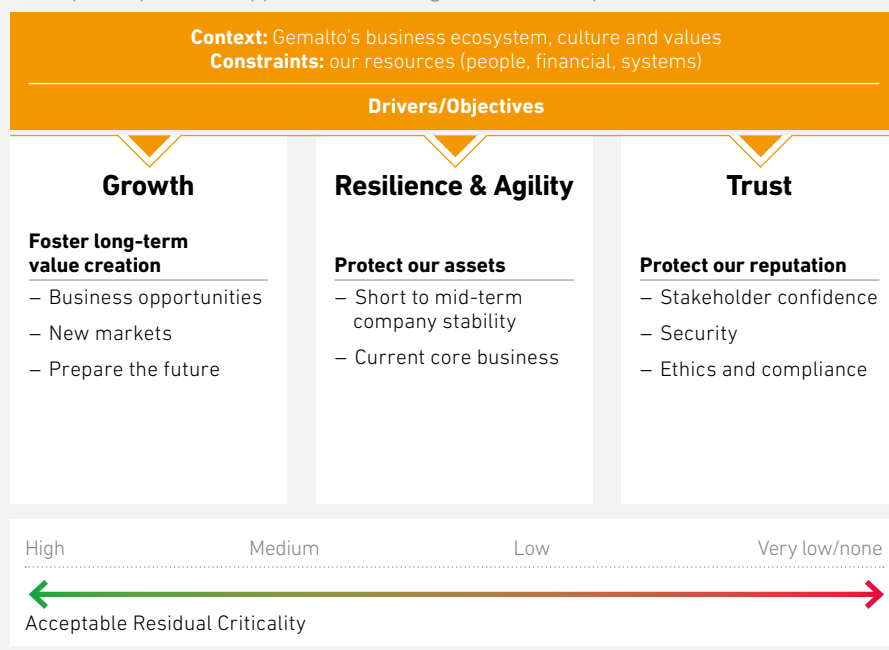 Context: Gemalto's business ecosystem, culture and values
Constraints: our resources (people, financial, systems)
Drivers/Objectives
Growth
Foster long-term
value creation
– Business opportunities
– New markets
– Prepare the future
Resilience & Agility
Protect our assets
– Short to mid-term
company stability
– Current core business
Trust
Protect our reputation
– Stakeholder confidence
– Security
– Ethics and compliance
High Medium Low Very low/none
Acceptable Residual Criticality